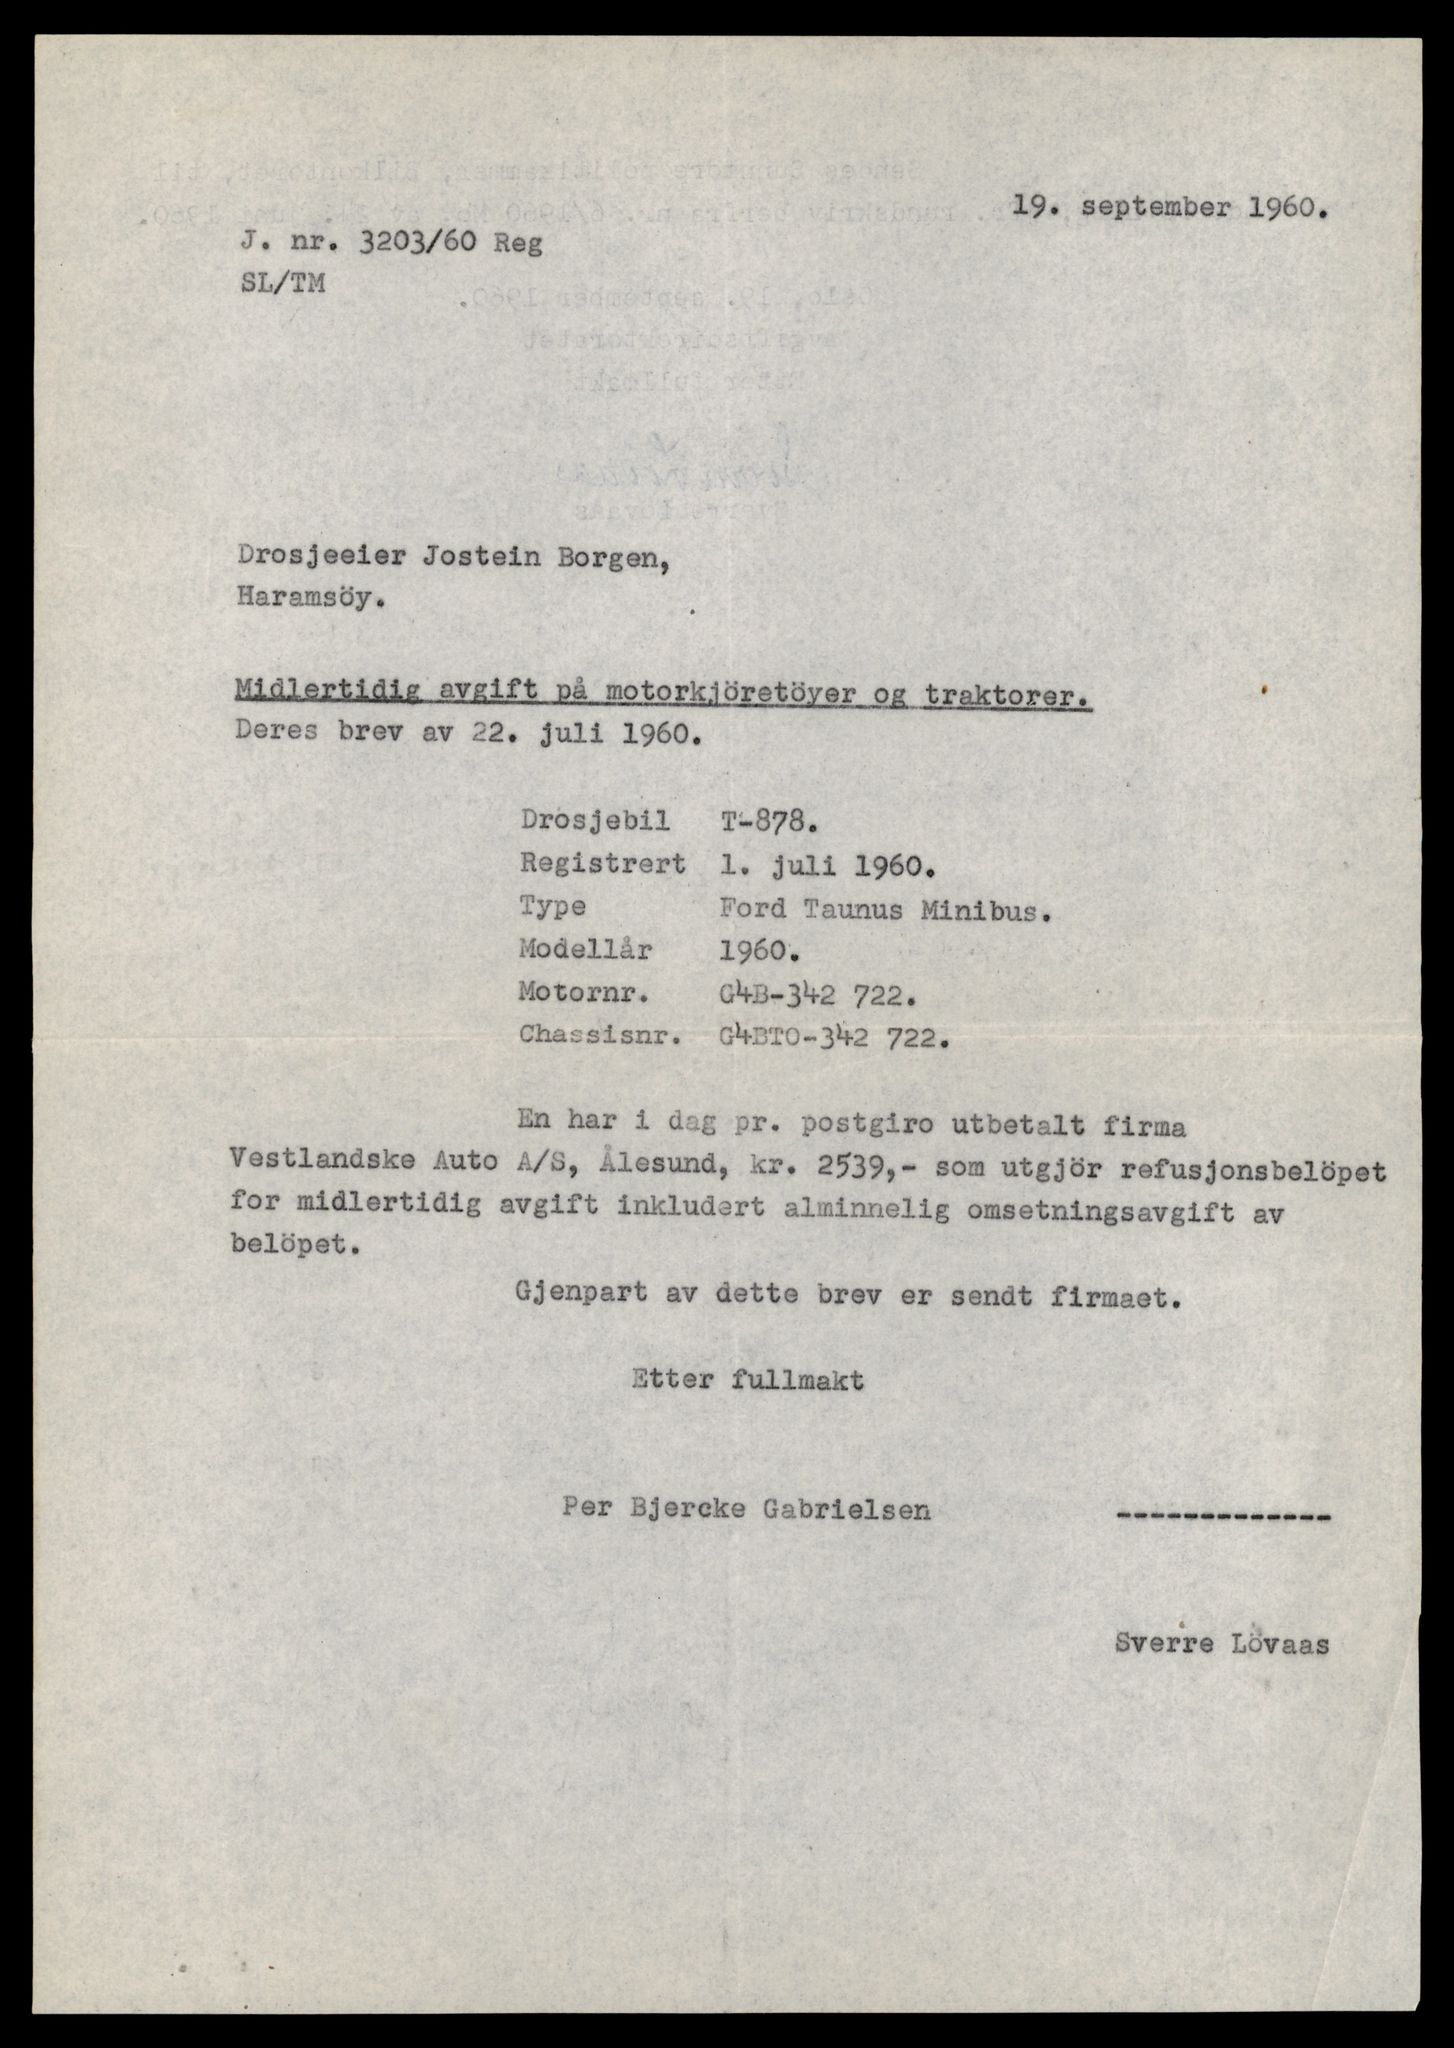 19. september 1960.
J. nr. 3203/60 Reg
SL/TM
Drosjeeier Jostein Borgen,
Haramsöy.
Midlertidig avgift på motorkjöretöyer og traktorer.
Deres brev av 22. juli 1960.
Drosjebil T-878.
Registrert 1. juli 1960.
Type Ford Taunus Minibus.
Modellår 1960.
Motornr. G4B-342 722.
Chassisnr. G4BTO-342 722.
En har i dag pr. postgiro utbetalt firma
Vestlandske Auto A/S, Ålesund, kr. 2539,- som utgjör refusjonsbelöpet
for midlertidig avgift inkludert alminnelig omsetningsavgift av
belöpet.
Gjenpart av dette brev er sendt firmaet.
Etter fullmakt
Per Bjercke Gabrielsen -------------
Sverre Lövaas